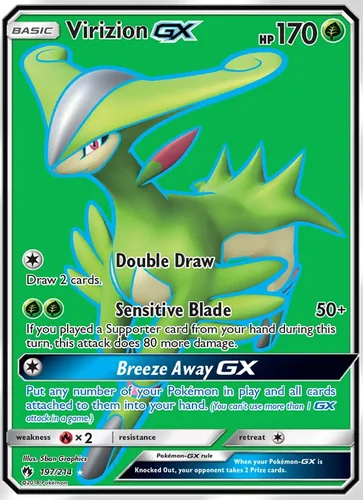 BASIC Virizion GX HP 170
Double Draw
Draw 2 cards.
Sensitive Blade 50+
If you played a Supporter card from your hand during this
turn, this attack does 80 more damage.
Breeze Away GX
Put any number of your Pokémon in play and all cards
attached to them into your hand. (You can't use more than 1 GX
attack in a game.)
weakness ×2 resistance retreat
Illus. 5ban Graphics
197/214
©2018 Pokémon
Pokémon-GX rule
When your Pokémon-GX is
Knocked Out, your opponent takes 2 Prize cards.